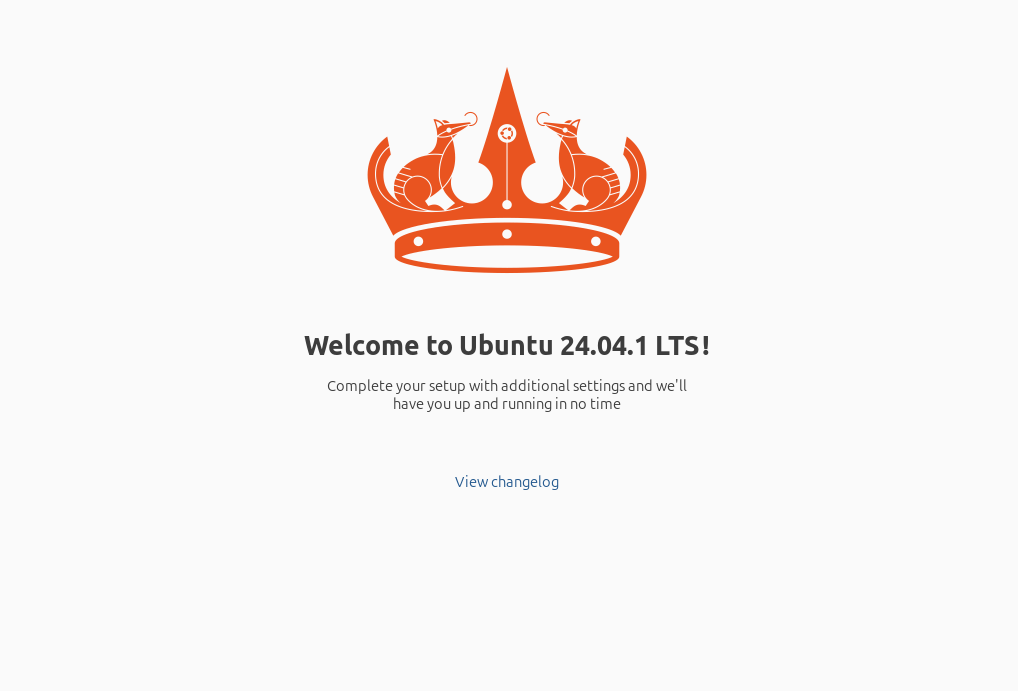 Welcome to Ubuntu 24.04.1 LTS!
Complete your setup with additional settings and we'll
have you up and running in no time
View changelog